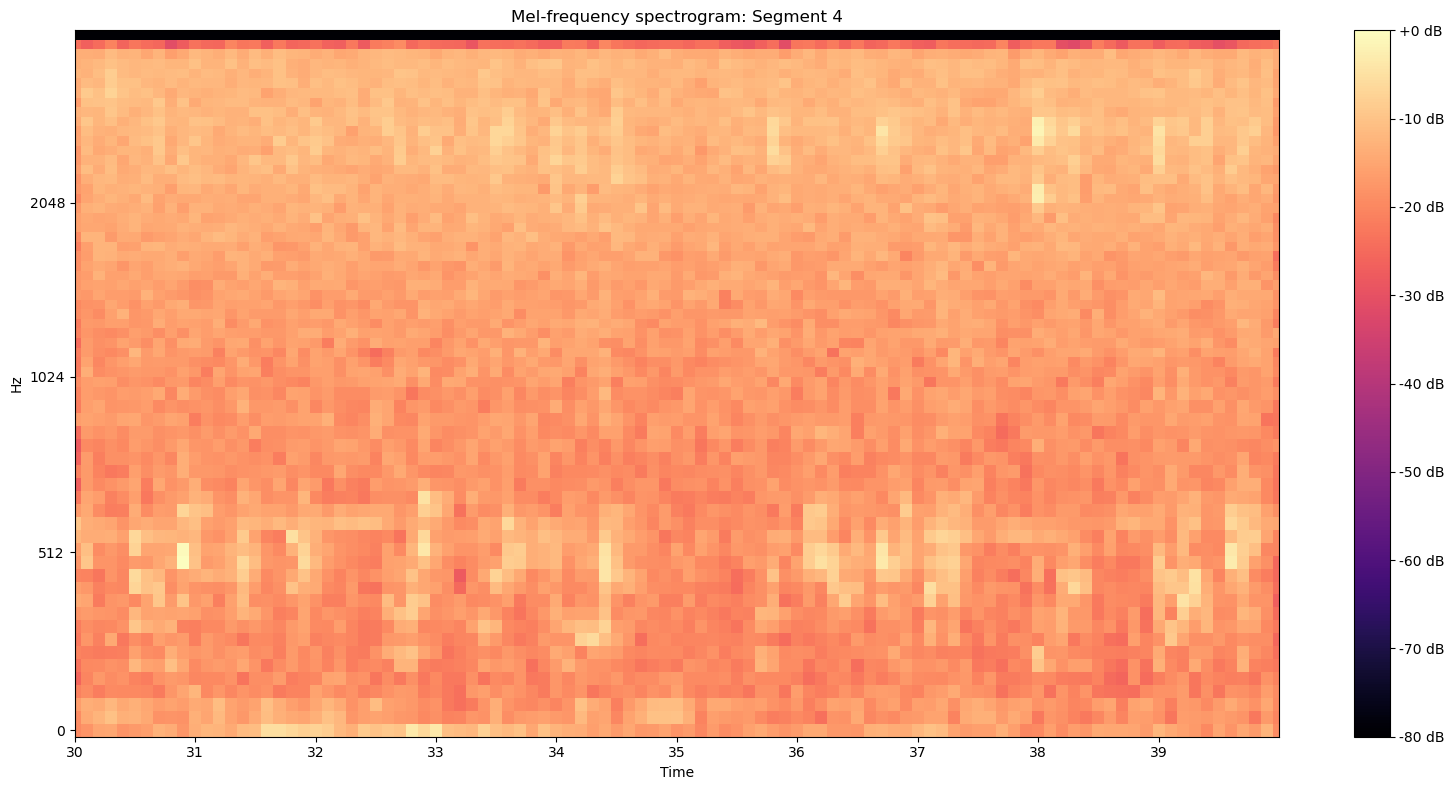 Mel-frequency spectrogram: Segment 4
+0 dB
-10 dB
-20 dB
-30 dB
-40 dB
-50 dB
-60 dB
-70 dB
-80 dB
Hz
2048
1024
512
0
30 31 32 33 34 35 36 37 38 39
Time